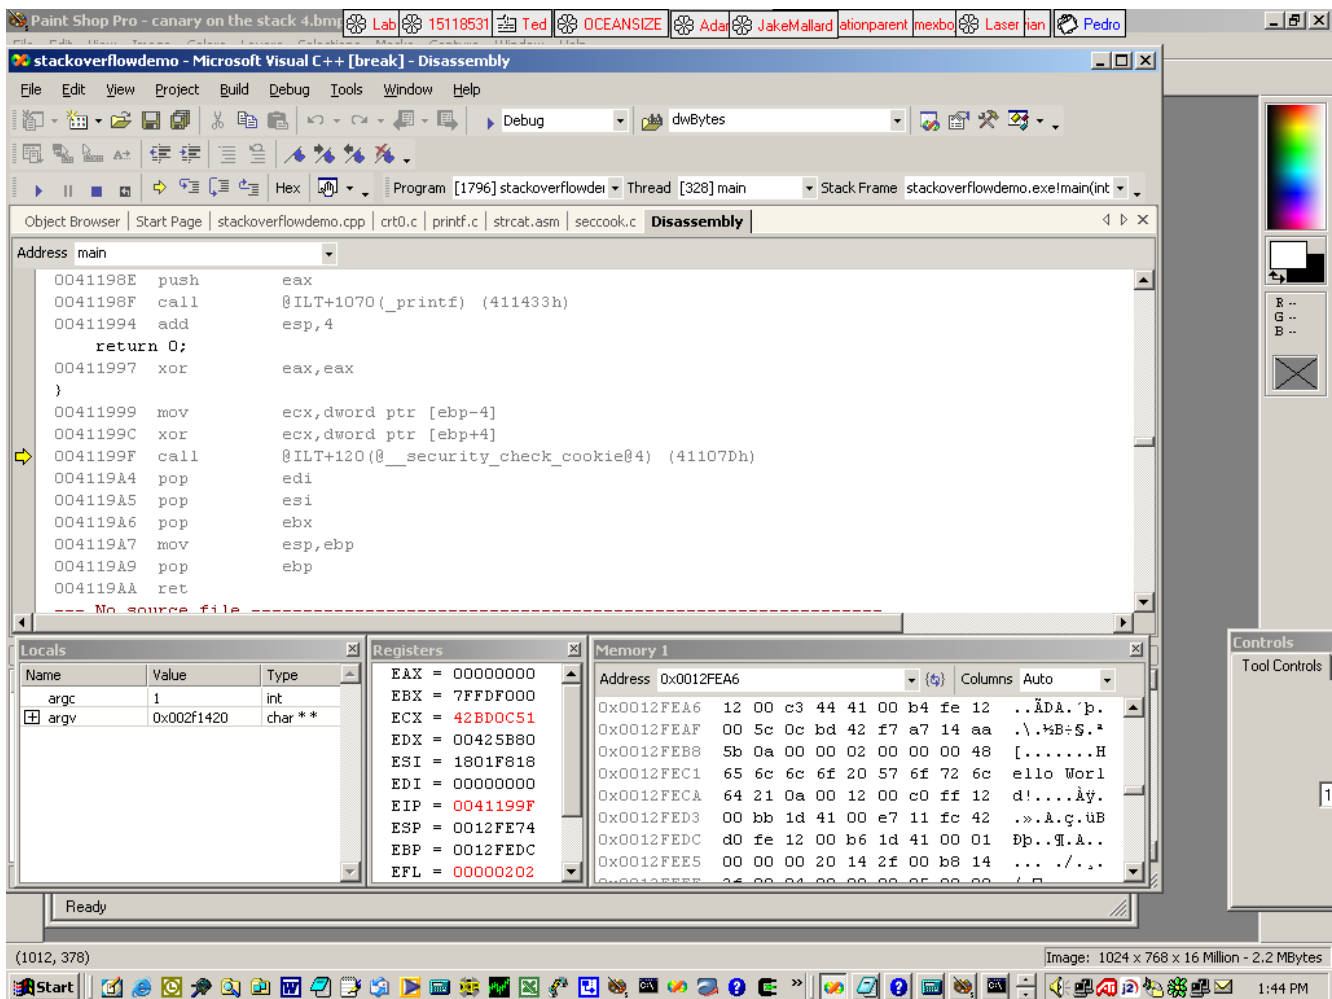 Paint Shop Pro - canary on the stack 4.bmp
Lab
15118531
Ted
OCEANSIZE
Adar
JakeMallard
ationparent
mexbo
Laser
ian
Pedro
stackoverflowdemo - Microsoft Visual C++ [break] - Disassembly
File Edit View Project Build Debug Tools Window Help
Debug dwBytes
Hex Program [1796] stackoverflowder Thread [328] main Stack Frame stackoverflowdemo.exe!main(int
Object Browser Start Page stackoverflowdemo.cpp crt0.c printf.c strcat.asm seccook.c Disassembly
Address main
0041198E push eax
0041198F call @ILT+1070(_printf) (411433h)
00411994 add esp,4
return 0;
00411997 xor eax,eax
}
00411999 mov ecx,dword ptr [ebp-4]
0041199C xor ecx,dword ptr [ebp+4]
0041199F call @ILT+120(@__security_check_cookie@4) (41107Dh)
004119A4 pop edi
004119A5 pop esi
004119A6 pop ebx
004119A7 mov esp,ebp
004119A9 pop ebp
004119AA ret
--- No source file ---
R --
G --
B --
Locals
Name Value Type
argc 1 int
argv 0x002f1420 char * *
Registers
EAX = 00000000
EBX = 7FFDF000
ECX = 42BD0C51
EDX = 00425B80
ESI = 1801F818
EDI = 00000000
EIP = 0041199F
ESP = 0012FE74
EBP = 0012FEDC
EFL = 00000202
Memory 1
Address 0x0012FEA6 Columns Auto
0x0012FEA6 12 00 c3 44 41 00 b4 fe 12 ..ÃDA.´þ.
0x0012FEAF 00 5c 0c bd 42 f7 a7 14 aa .\.½B÷§.ª
0x0012FEB8 5b 0a 00 00 02 00 00 00 48 [.......H
0x0012FEC1 65 6c 6c 6f 20 57 6f 72 6c ello Worl
0x0012FECA 64 21 0a 00 12 00 c0 ff 12 d!....Àÿ.
0x0012FED3 00 bb 1d 41 00 e7 11 fc 42 .».A.ç.üB
0x0012FEDC d0 fe 12 00 b6 1d 41 00 01 Ðþ..¶.A..
0x0012FEE5 00 00 00 20 14 2f 00 b8 14 ... ./.¸.
Controls
Tool Controls
1
Ready
(1012, 378)
Image: 1024 x 768 x 16 Million - 2.2 MBytes
Start
1:44 PM